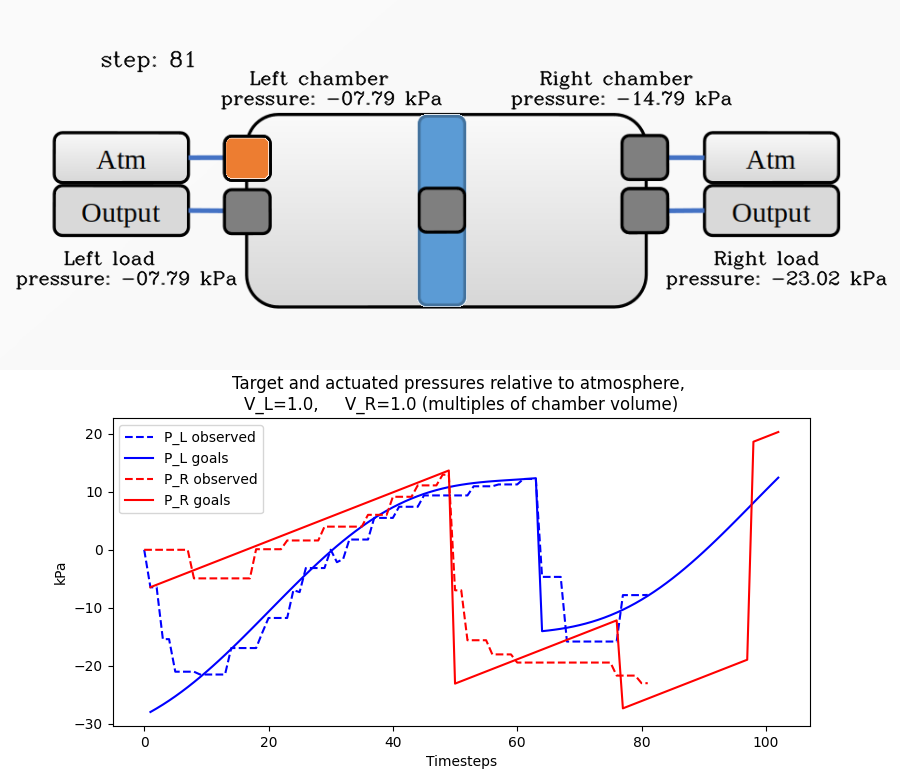 step: 81
Left chamber
pressure: −07.79 kPa
Right chamber
pressure: −14.79 kPa
Atm
Output
Atm
Output
Left load
pressure: −07.79 kPa
Right load
pressure: −23.02 kPa
Target and actuated pressures relative to atmosphere,
V_L=1.0, V_R=1.0 (multiples of chamber volume)
P_L observed
P_L goals
P_R observed
P_R goals
kPa
20
10
0
−10
−20
−30
0 20 40 60 80 100
Timesteps